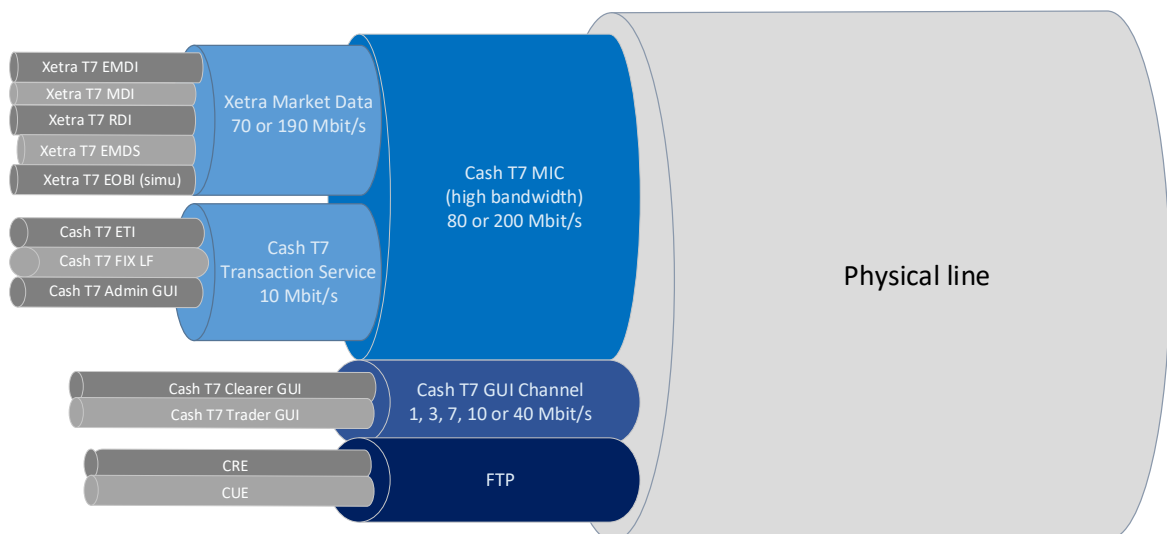 Xetra T7 EMDI
Xetra T7 MDI
Xetra T7 RDI
Xetra T7 EMDS
Xetra T7 EOBI (simu)
Xetra Market Data
70 or 190 Mbit/s
Cash T7 ETI
Cash T7 FIX LF
Cash T7 Admin GUI
Cash T7
Transaction Service
10 Mbit/s
Cash T7 MIC
(high bandwidth)
80 or 200 Mbit/s
Cash T7 Clearer GUI
Cash T7 Trader GUI
Cash T7 GUI Channel
1, 3, 7, 10 or 40 Mbit/s
CRE
CUE
FTP
Physical line